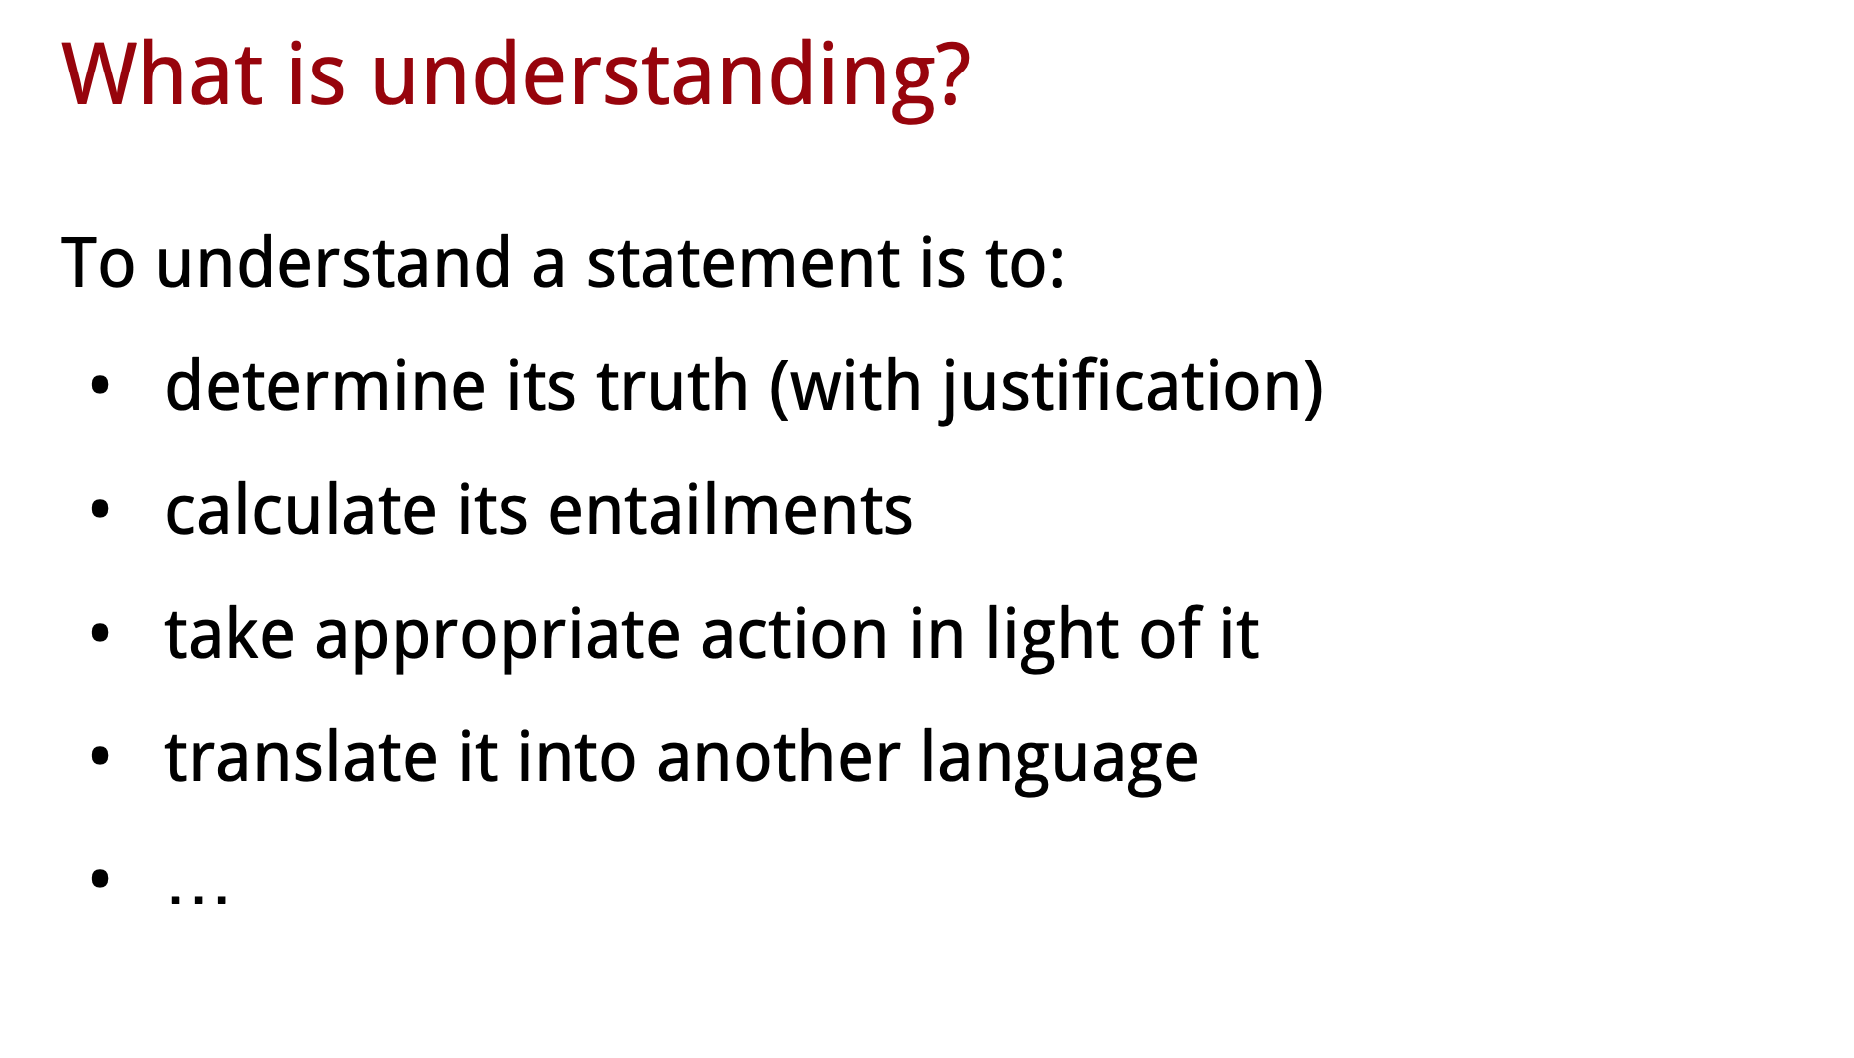 What is understanding?
To understand a statement is to:
• determine its truth (with justification)
• calculate its entailments
• take appropriate action in light of it
• translate it into another language
• …